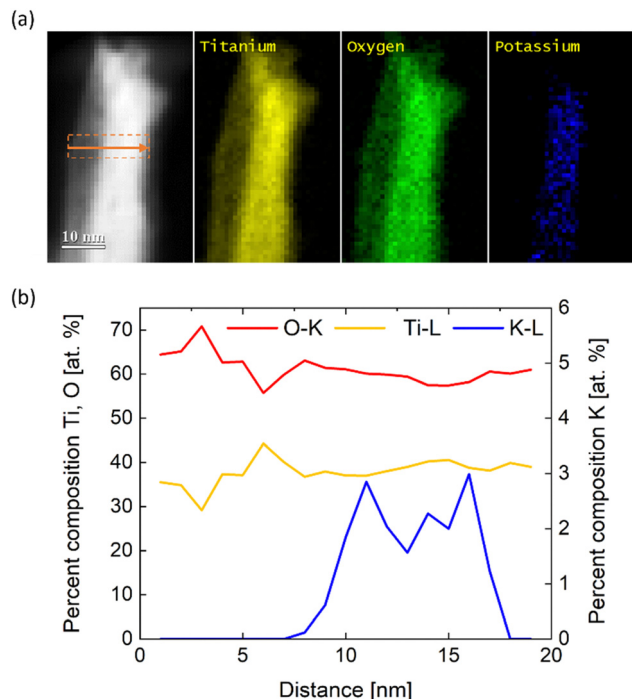 (a)
Titanium Oxygen Potassium
10 nm
(b)
O-K Ti-L K-L
Percent composition Ti, O [at. %]
70
60
50
40
30
20
10
0
Percent composition K [at. %]
6
5
4
3
2
1
0
0 5 10 15 20
Distance [nm]